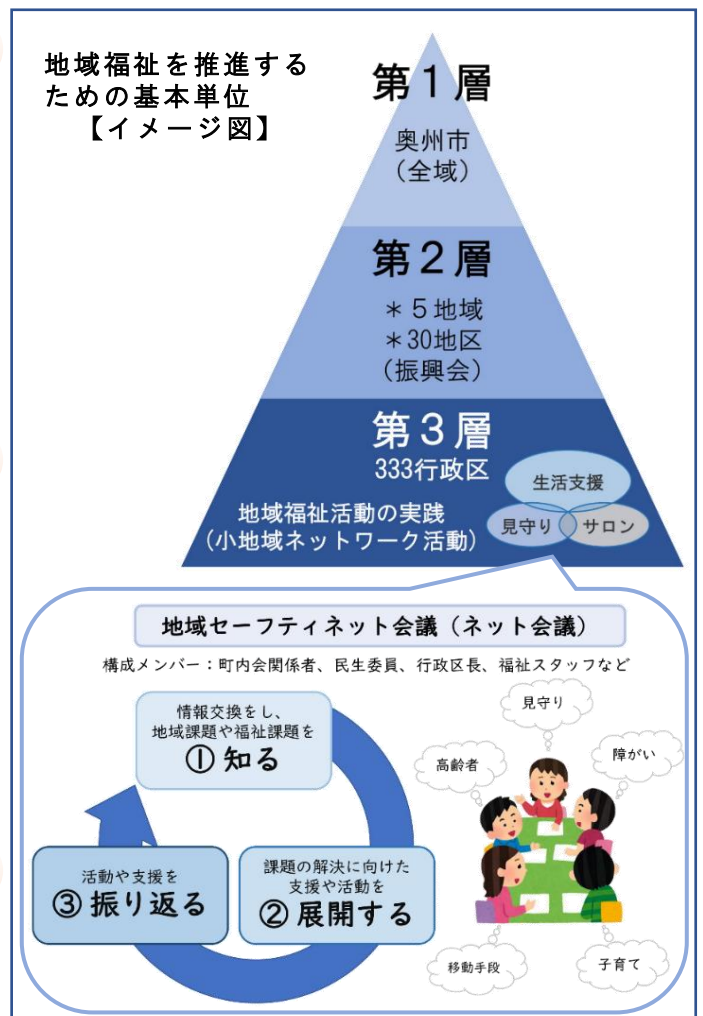 地域福祉を推進する
ための基本単位
【イメージ図】
第1層
奥州市
(全域)
第2層
＊5地域
＊30地区
(振興会)
第3層
333行政区
地域福祉活動の実践
(小地域ネットワーク活動)
生活支援
見守り
サロン
地域セーフティネット会議（ネット会議）
構成メンバー：町内会関係者、民生委員、行政区長、福祉スタッフなど
情報交換をし、
地域課題や福祉課題を
①知る
課題の解決に向けた
支援や活動を
②展開する
活動や支援を
③振り返る
見守り
高齢者
障がい
移動手段
子育て